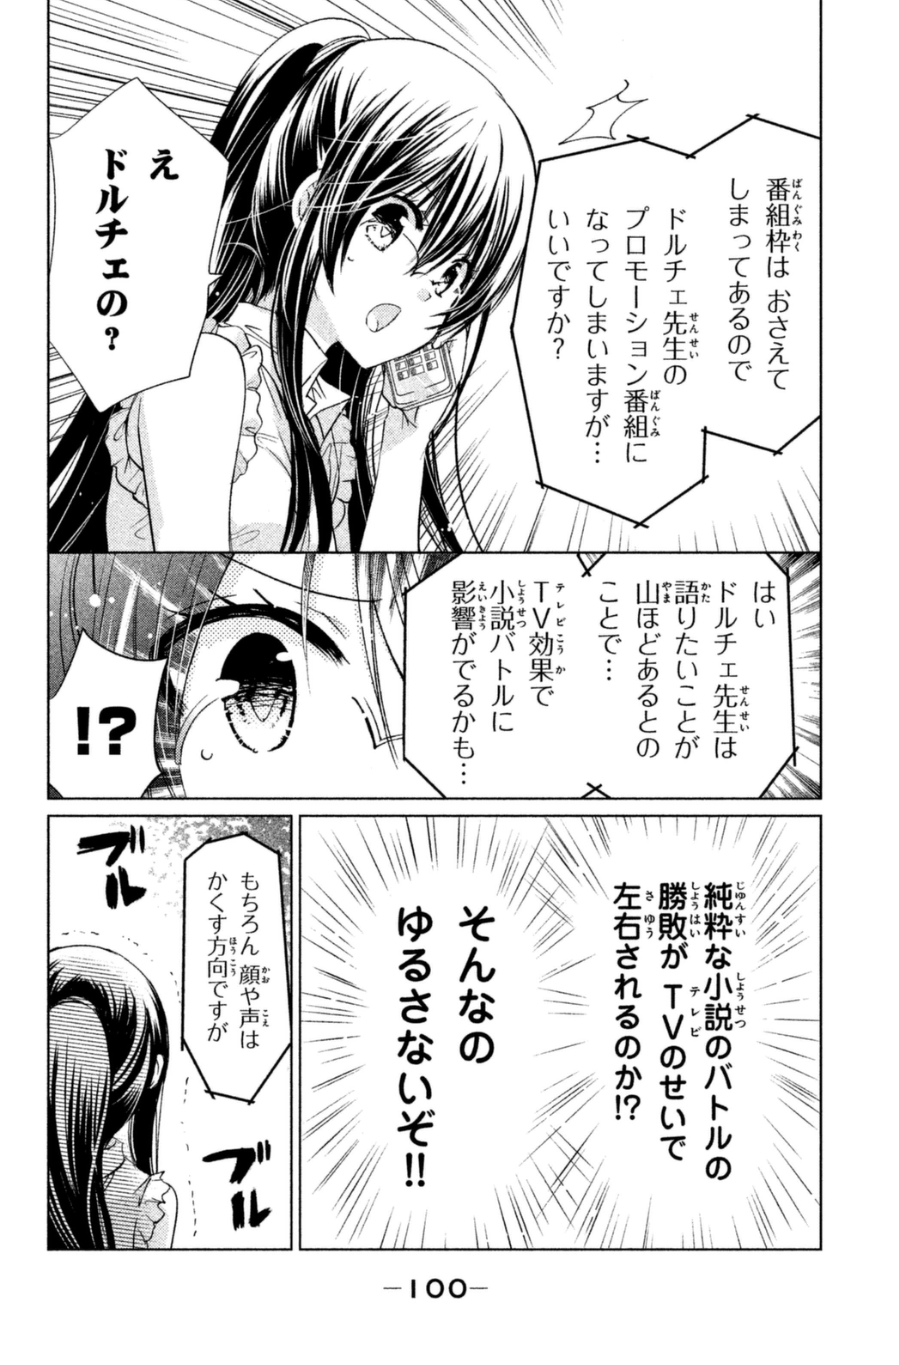 番組枠は おさえて
しまってあるので
ドルチェ先生の
プロモーション番組に
なってしまいますが…
いいですか?
え
ドルチェの?
はい
ドルチェ先生は
語りたいことが
山ほどあるとの
ことで…
TV効果で
小説バトルに
影響がでるかも…
!?
純粋な小説のバトルの
勝敗が TVのせいで
左右されるのか!?
そんなの
ゆるさないぞ!!
もちろん 顔や声は
かくす方向ですが
ブル
ブル
—100—